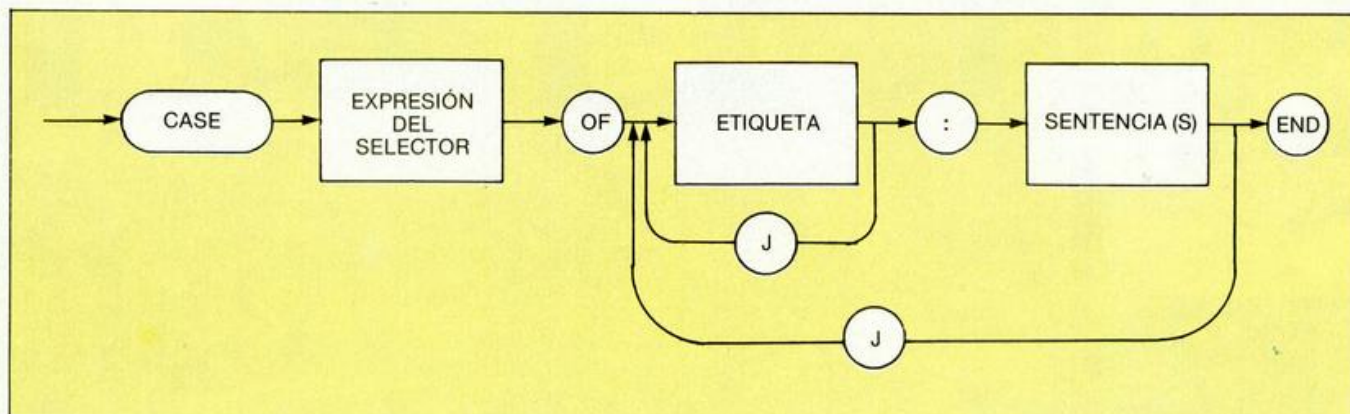 CASE
EXPRESIÓN
DEL
SELECTOR
OF
ETIQUETA
:
SENTENCIA (S)
END
J
J